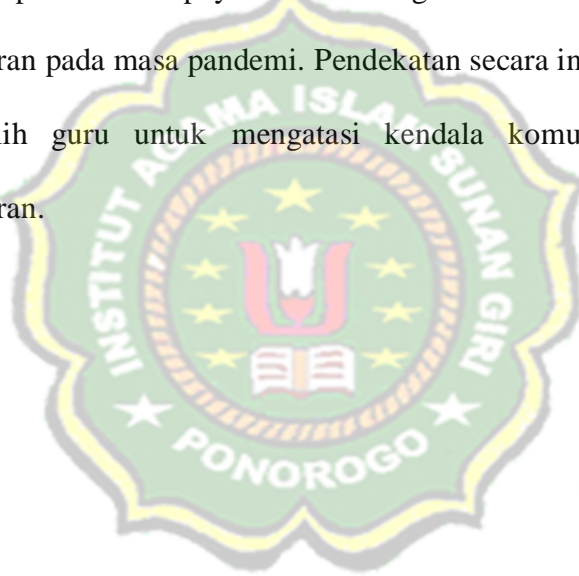 ran pada masa pandemi. Pendekatan secara in
ih guru untuk mengatasi kendala komu
ran.
INSTITUT AGAMA ISLAM SUNAN GIRI
PONOROGO